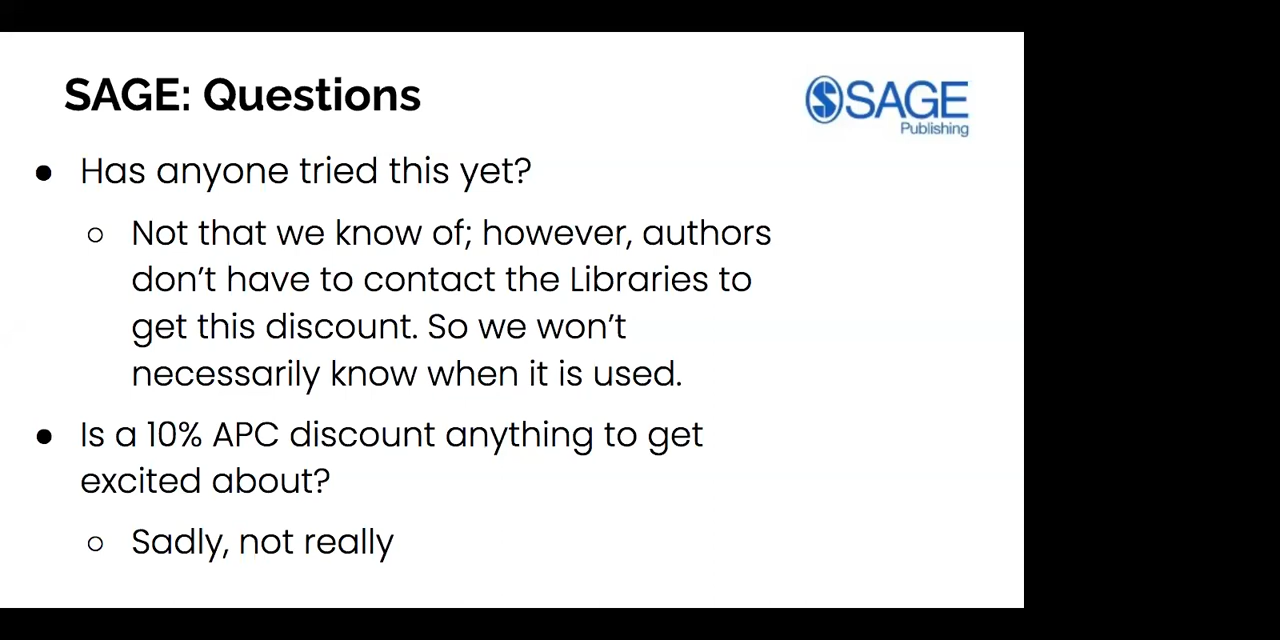 SAGE: Questions
SAGE
Publishing
● Has anyone tried this yet?
○ Not that we know of; however, authors
don’t have to contact the Libraries to
get this discount. So we won’t
necessarily know when it is used.
● Is a 10% APC discount anything to get
excited about?
○ Sadly, not really